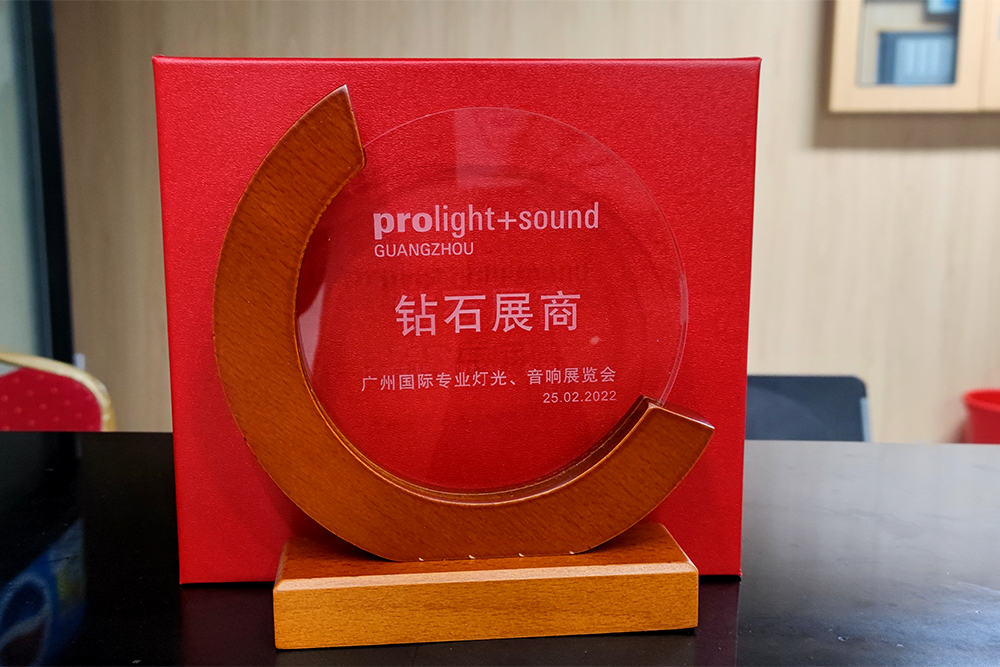 prolight+sound
GUANGZHOU
钻石展商
广州国际专业灯光、音响展览会
25.02.2022